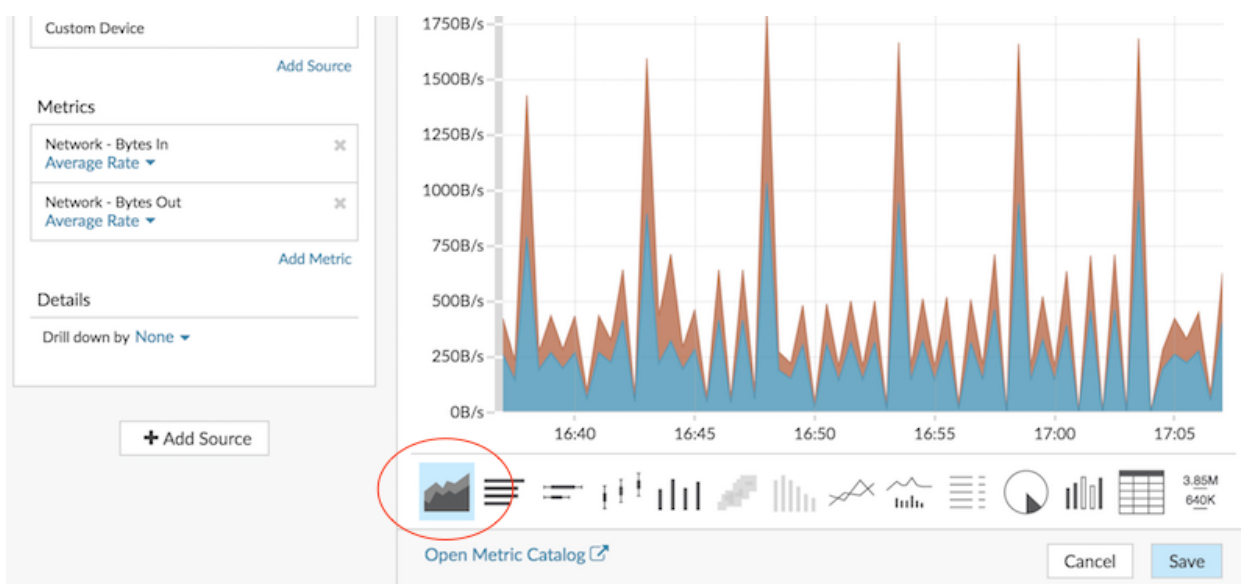 Custom Device
Add Source
Metrics
Network - Bytes In
Average Rate
Network - Bytes Out
Average Rate
Add Metric
Details
Drill down by None
+ Add Source
1750B/s
1500B/s
1250B/s
1000B/s
750B/s
500B/s
250B/s
0B/s
16:40 16:45 16:50 16:55 17:00 17:05
3.85M
640K
Open Metric Catalog
Cancel Save